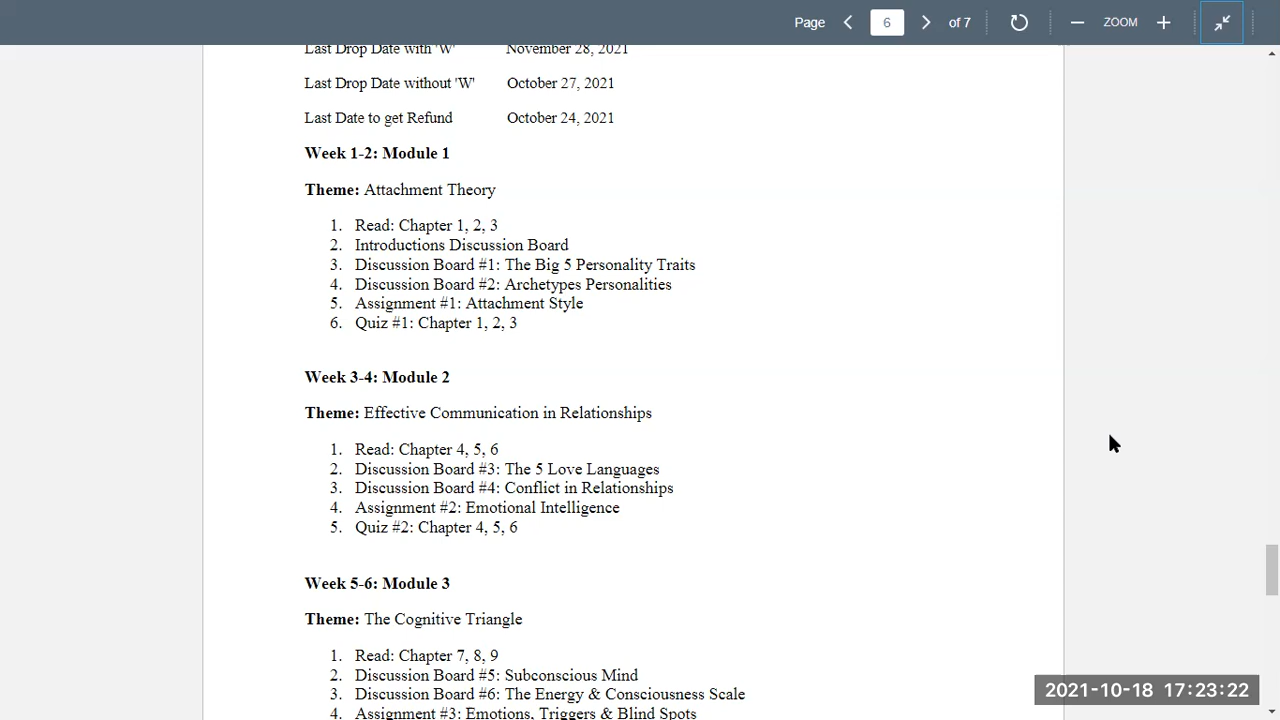 Page 6 of 7 ZOOM
Last Drop Date with 'W' November 28, 2021
Last Drop Date without 'W' October 27, 2021
Last Date to get Refund October 24, 2021
Week 1-2: Module 1
Theme: Attachment Theory
1. Read: Chapter 1, 2, 3
2. Introductions Discussion Board
3. Discussion Board #1: The Big 5 Personality Traits
4. Discussion Board #2: Archetypes Personalities
5. Assignment #1: Attachment Style
6. Quiz #1: Chapter 1, 2, 3
Week 3-4: Module 2
Theme: Effective Communication in Relationships
1. Read: Chapter 4, 5, 6
2. Discussion Board #3: The 5 Love Languages
3. Discussion Board #4: Conflict in Relationships
4. Assignment #2: Emotional Intelligence
5. Quiz #2: Chapter 4, 5, 6
Week 5-6: Module 3
Theme: The Cognitive Triangle
1. Read: Chapter 7, 8, 9
2. Discussion Board #5: Subconscious Mind
3. Discussion Board #6: The Energy & Consciousness Scale
4. Assignment #3: Emotions, Triggers & Blind Spots
2021-10-18 17:23:22